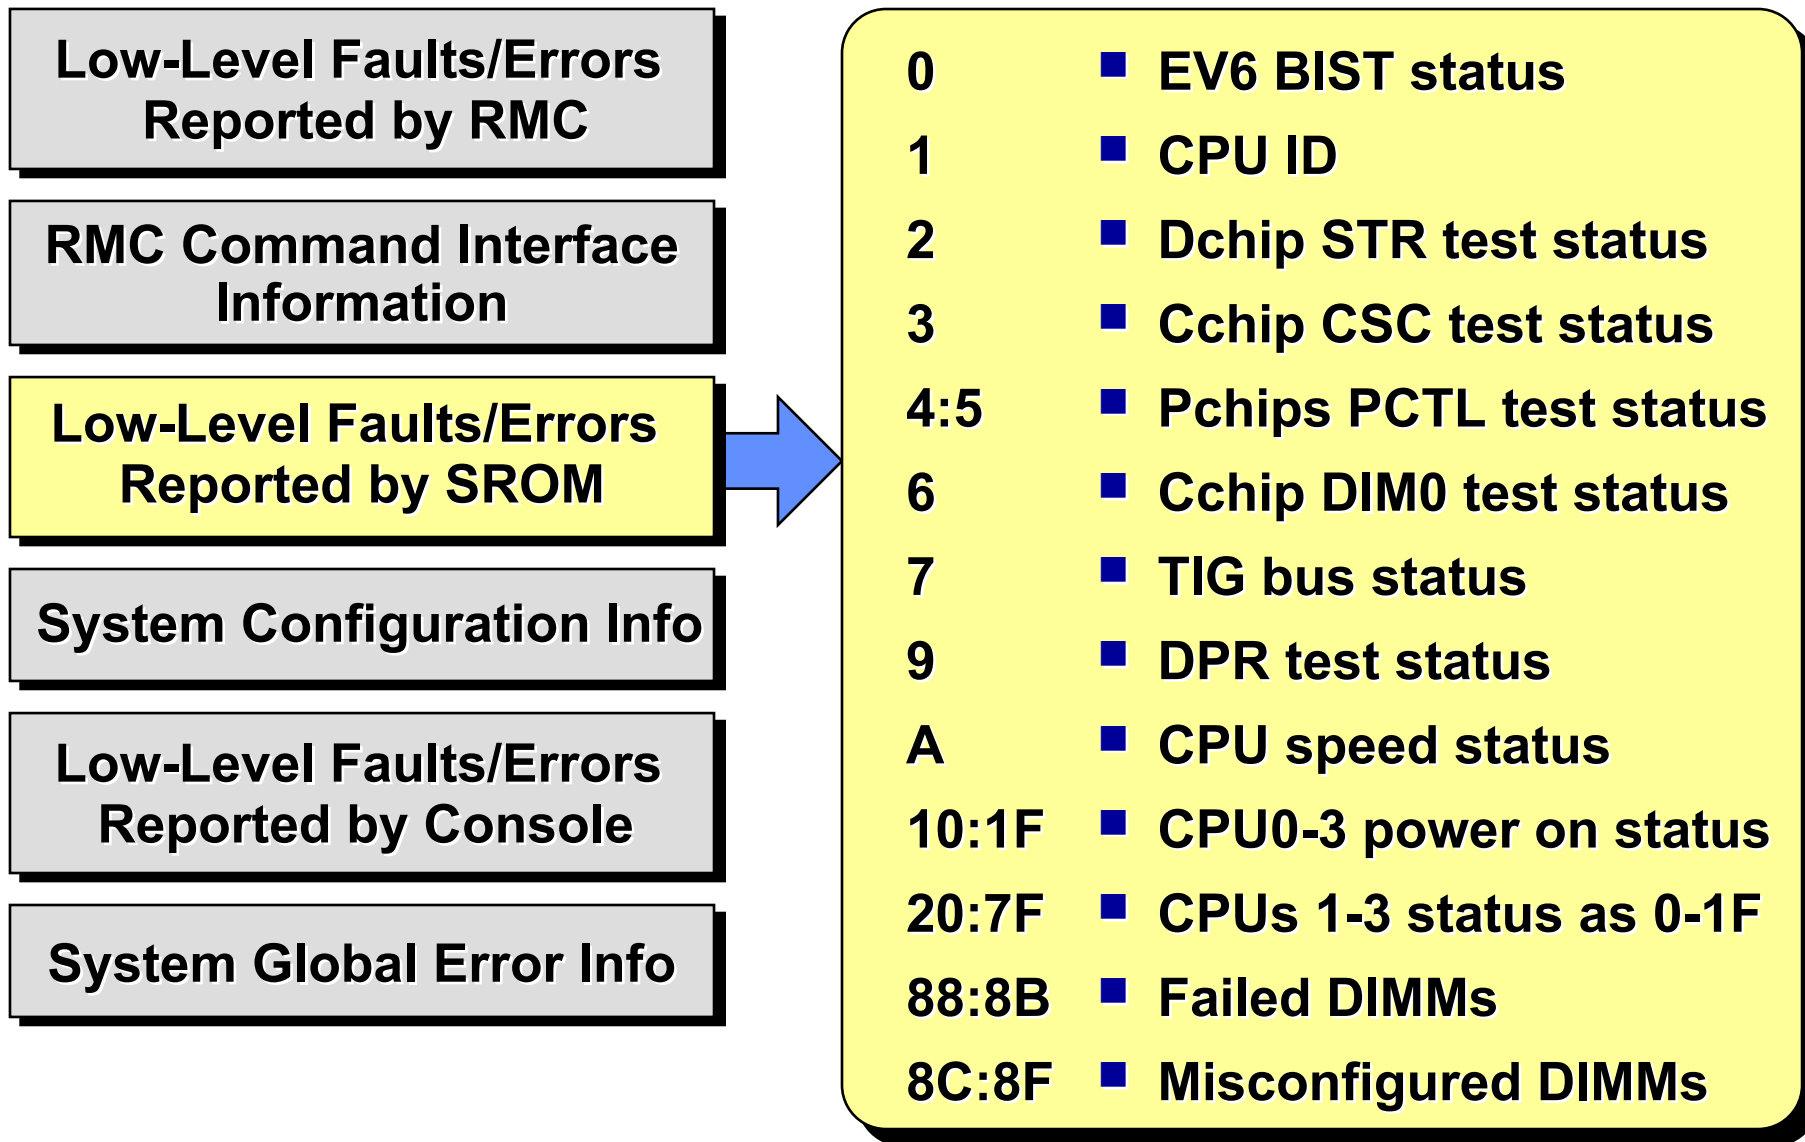 Low-Level Faults/Errors
Reported by RMC
RMC Command Interface
Information
Low-Level Faults/Errors
Reported by SROM
System Configuration Info
Low-Level Faults/Errors
Reported by Console
System Global Error Info
0 ■ EV6 BIST status
1 ■ CPU ID
2 ■ Dchip STR test status
3 ■ Cchip CSC test status
4:5 ■ Pchips PCTL test status
6 ■ Cchip DIM0 test status
7 ■ TIG bus status
9 ■ DPR test status
A ■ CPU speed status
10:1F ■ CPU0-3 power on status
20:7F ■ CPUs 1-3 status as 0-1F
88:8B ■ Failed DIMMs
8C:8F ■ Misconfigured DIMMs